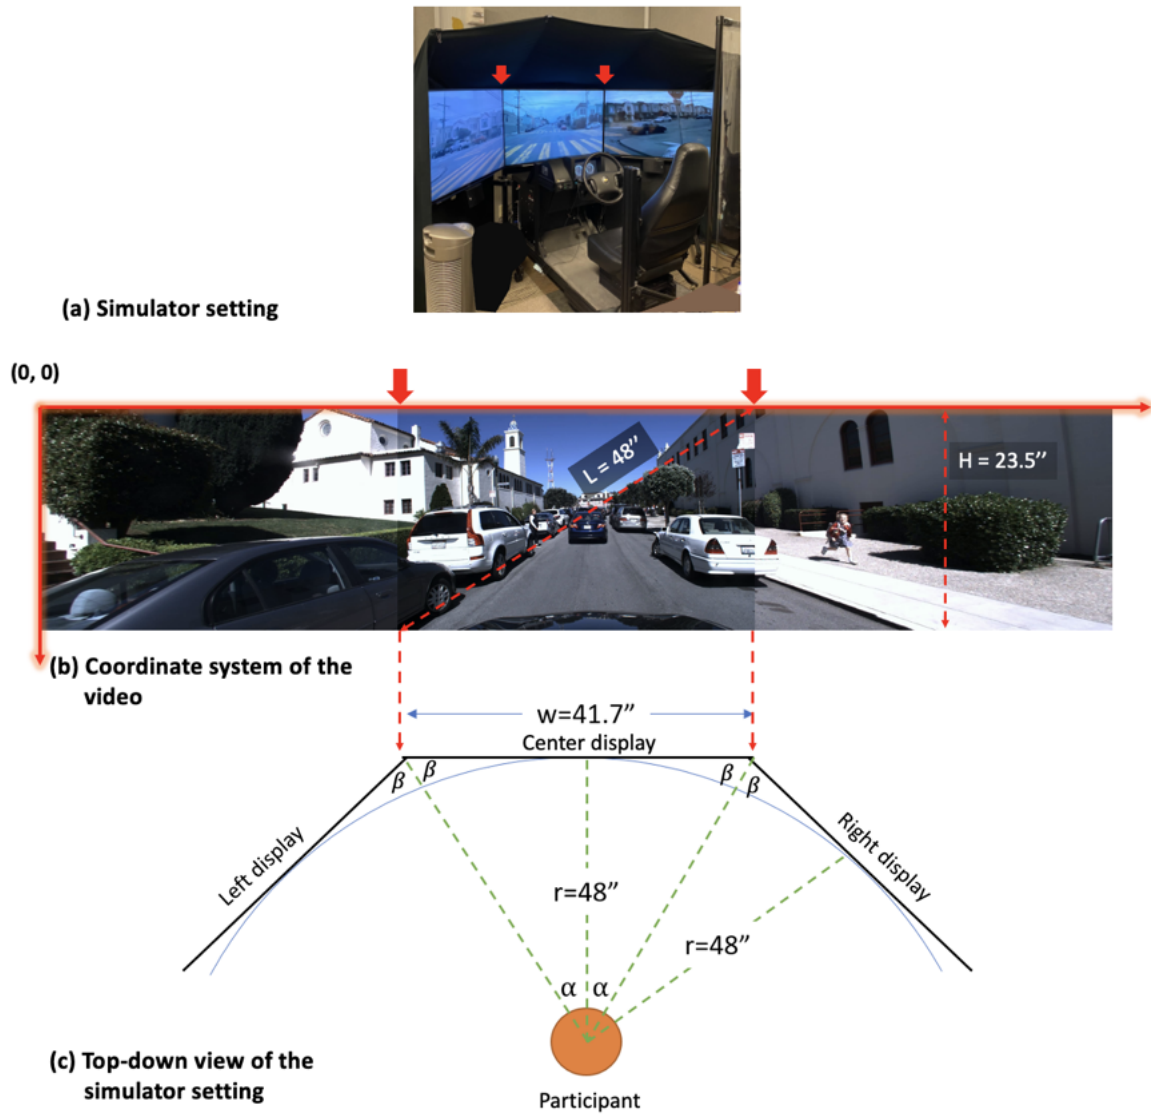 (a) Simulator setting
(0, 0)
L = 48’’
H = 23.5’’
(b) Coordinate system of the
video
w=41.7”
Center display
β
β
β
β
Left display
Right display
r=48”
r=48”
α
α
(c) Top-down view of the
simulator setting
Participant